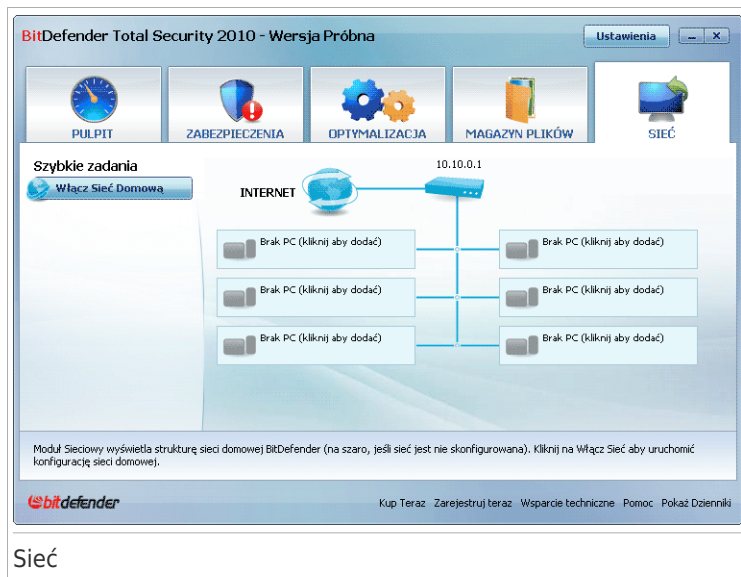 BitDefender Total Security 2010 - Wersja Próbna
Ustawienia
PULPIT
ZABEZPIECZENIA
OPTYMALIZACJA
MAGAZYN PLIKÓW
SIEĆ
Szybkie zadania
Włącz Sieć Domową
INTERNET
10.10.0.1
Brak PC (kliknij aby dodać)
Brak PC (kliknij aby dodać)
Brak PC (kliknij aby dodać)
Brak PC (kliknij aby dodać)
Brak PC (kliknij aby dodać)
Brak PC (kliknij aby dodać)
Moduł Sieciowy wyświetla strukturę sieci domowej BitDefender (na szaro, jeśli sieć jest nie skonfigurowana). Kliknij na Włącz Sieć aby uruchomić
konfigurację sieci domowej.
bitdefender
Kup Teraz Zarejestruj teraz Wsparcie techniczne Pomoc Pokaż Dzienniki
Sieć